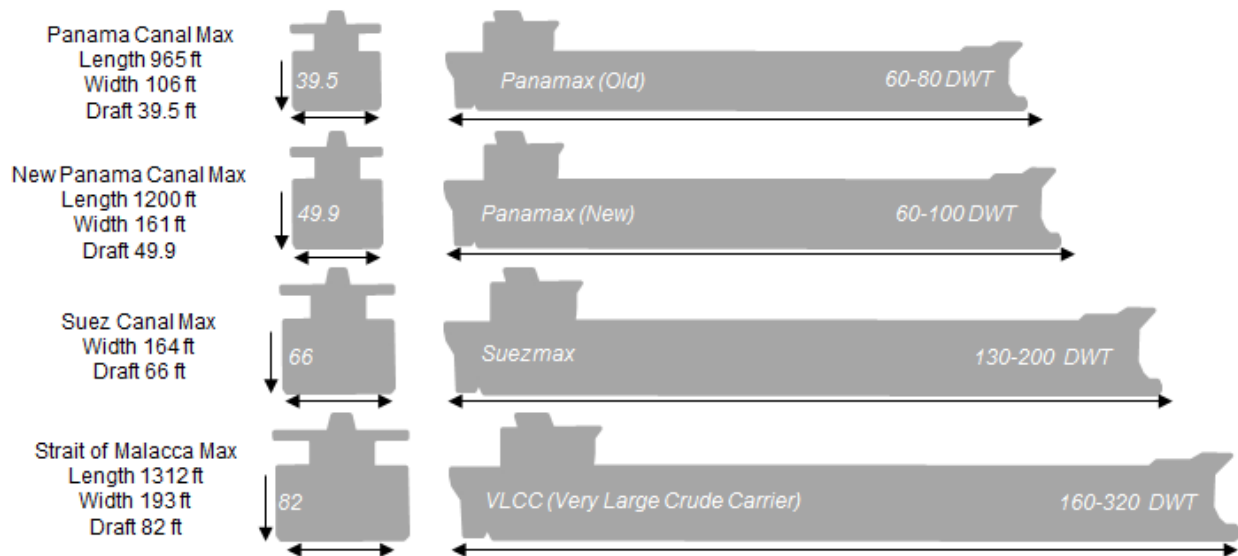 Panama Canal Max
Length 965 ft
Width 106 ft
Draft 39.5 ft
39.5
Panamax (Old)
60-80 DWT
New Panama Canal Max
Length 1200 ft
Width 161 ft
Draft 49.9
49.9
Panamax (New)
60-100 DWT
Suez Canal Max
Width 164 ft
Draft 66 ft
66
Suezmax
130-200 DWT
Strait of Malacca Max
Length 1312 ft
Width 193 ft
Draft 82 ft
82
VLCC (Very Large Crude Carrier)
160-320 DWT